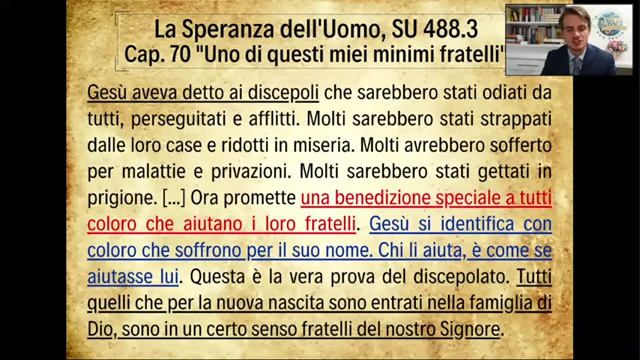 La Speranza dell'Uomo, SU 488.3
Cap. 70 "Uno di questi miei minimi fratelli"
Gesù aveva detto ai discepoli che sarebbero stati odiati da
tutti, perseguitati e afflitti. Molti sarebbero stati strappati
dalle loro case e ridotti in miseria. Molti avrebbero sofferto
per malattie e privazioni. Molti sarebbero stati gettati in
prigione. [...] Ora promette una benedizione speciale a tutti
coloro che aiutano i loro fratelli. Gesù si identifica con
coloro che soffrono per il suo nome. Chi li aiuta, è come se
aiutasse lui. Questa è la vera prova del discepolato. Tutti
quelli che per la nuova nascita sono entrati nella famiglia di
Dio, sono in un certo senso fratelli del nostro Signore.